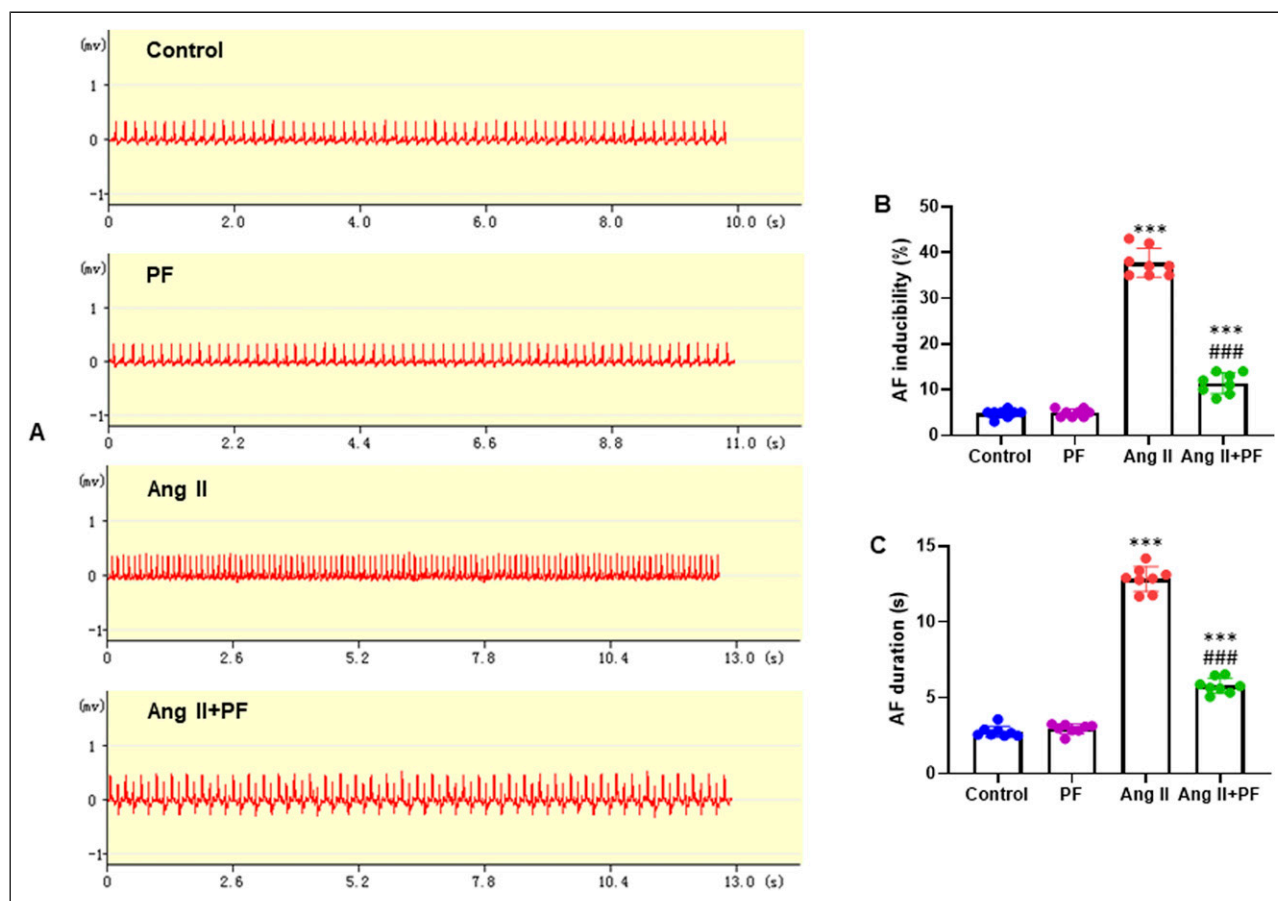 A
(mv)
Control
1
0
-1
0 2.0 4.0 6.0 8.0 10.0 (s)
(mv)
PF
1
0
-1
0 2.2 4.4 6.6 8.8 11.0 (s)
(mv)
Ang II
1
0
-1
0 2.6 5.2 7.8 10.4 13.0 (s)
(mv)
Ang II+PF
1
0
-1
0 2.6 5.2 7.8 10.4 13.0 (s)
B
AF inducibility (%)
50
40
30
20
10
0
***
***
###
Control PF Ang II Ang II+PF
C
AF duration (s)
15
10
5
0
***
***
###
Control PF Ang II Ang II+PF